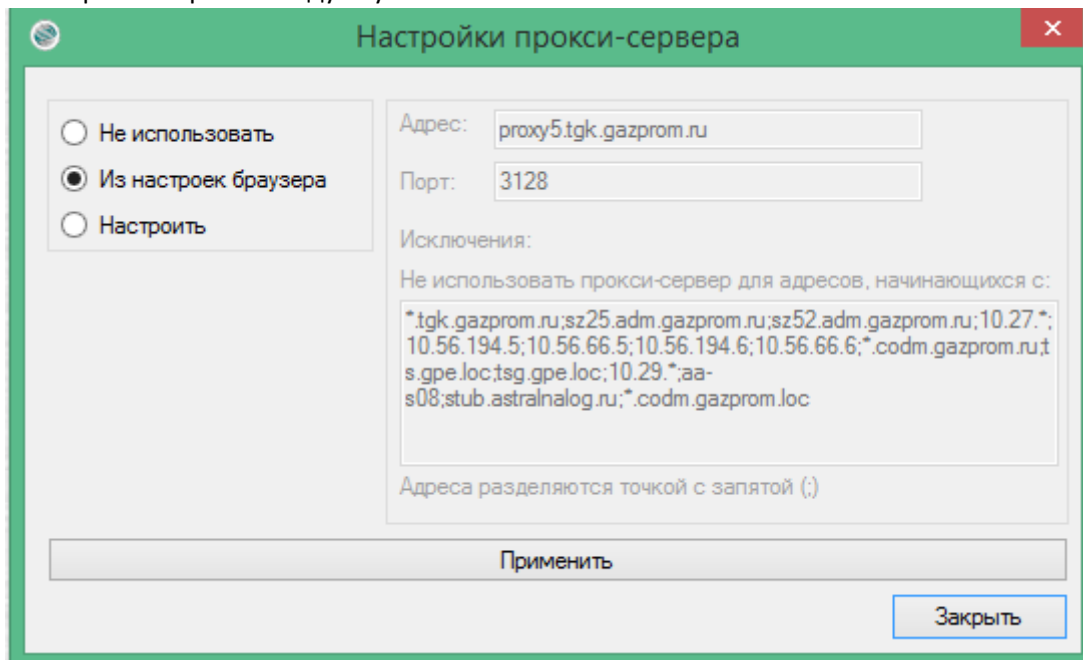 Настройки прокси-сервера
Не использовать
Из настроек браузера
Настроить
Адрес: proxy5.tgk.gazprom.ru
Порт: 3128
Исключения:
Не использовать прокси-сервер для адресов, начинающихся с:
*.tgk.gazprom.ru;sz25.adm.gazprom.ru;sz52.adm.gazprom.ru;10.27.*;
10.56.194.5;10.56.66.5;10.56.194.6;10.56.66.6;*.codm.gazprom.ru;t
s.gpe.loc;tsg.gpe.loc;10.29.*;aa-
s08;stub.astralnalog.ru;*.codm.gazprom.loc
Адреса разделяются точкой с запятой (;)
Применить
Закрыть